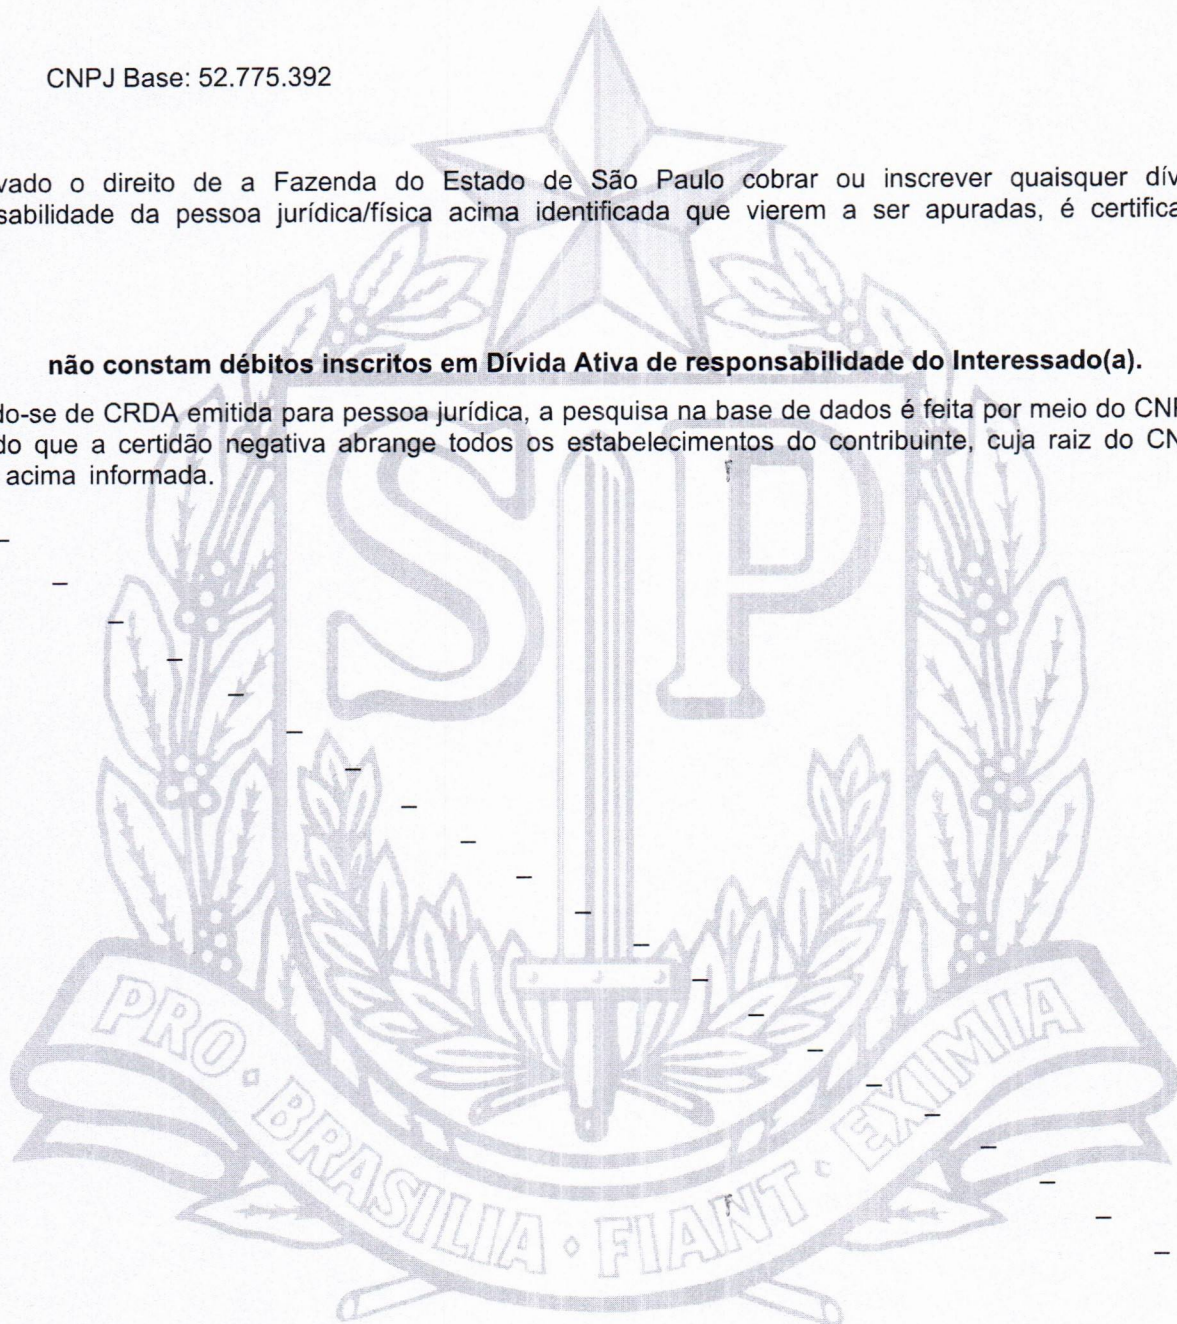 CNPJ Base: 52.775.392
vado o direito de a Fazenda do Estado de São Paulo cobrar ou inscrever quaisquer dív
sabilidade da pessoa jurídica/física acima identificada que vierem a ser apuradas, é certifica
não constam débitos inscritos em Dívida Ativa de responsabilidade do Interessado(a).
do-se de CRDA emitida para pessoa jurídica, a pesquisa na base de dados é feita por meio do CNP
do que a certidão negativa abrange todos os estabelecimentos do contribuinte, cuja raiz do CN
acima informada.
SP
PRO · BRASILIA · FIANT · EXIMIA